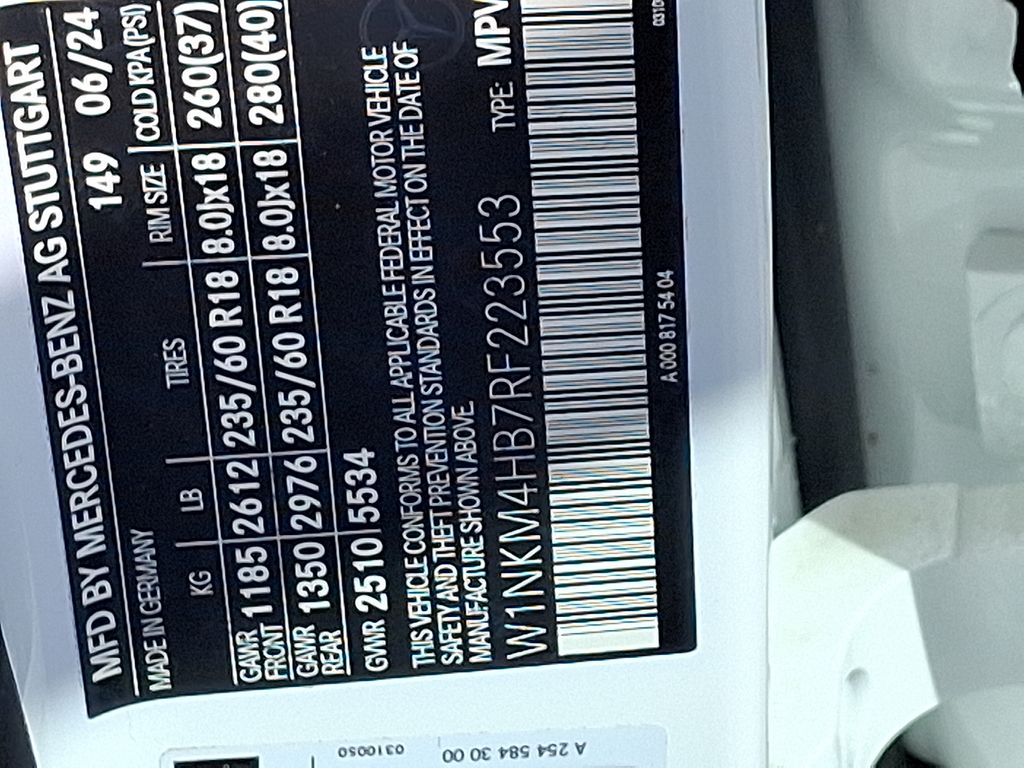 MFD BY MERCEDES-BENZ AG STUTTGART
MADE IN GERMANY 149 06/24
KG LB TIRES RIM SIZE COLD KPA (PSI)
GAWR FRONT 1185 2612 235/60 R18 8.0Jx18 260(37)
GAWR REAR 1350 2976 235/60 R18 8.0Jx18 280(40)
GVWR 2510 5534
THIS VEHICLE CONFORMS TO ALL APPLICABLE FEDERAL MOTOR VEHICLE
SAFETY AND THEFT PREVENTION STANDARDS IN EFFECT ON THE DATE OF
MANUFACTURE SHOWN ABOVE.
W1NKM4HB7RF223553 TYPE: MPV
A 000 817 54 04
0310050
A 254 584 30 00